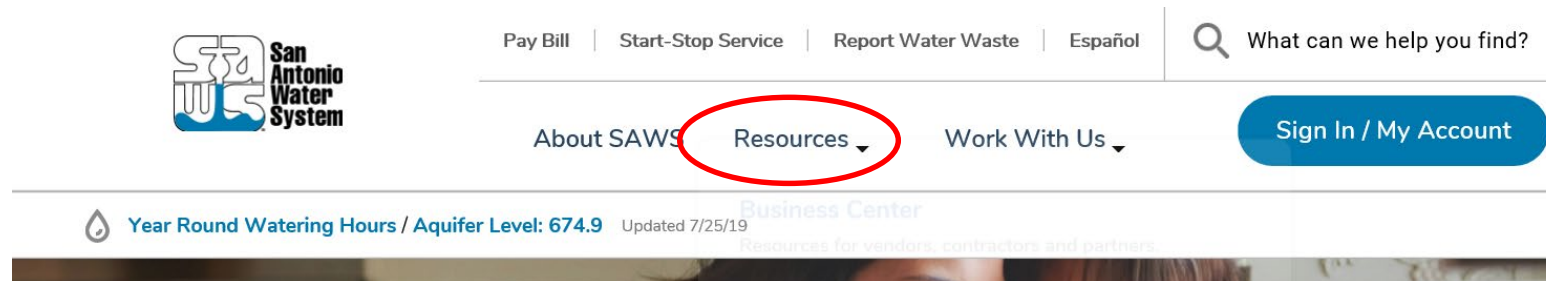 San
Antonio
Water
System
Pay Bill | Start-Stop Service | Report Water Waste | Español
What can we help you find?
About SAWS Resources Work With Us
Sign In / My Account
Year Round Watering Hours / Aquifer Level: 674.9 Updated 7/25/19
Business Center
Resources for vendors, contractors and partners.